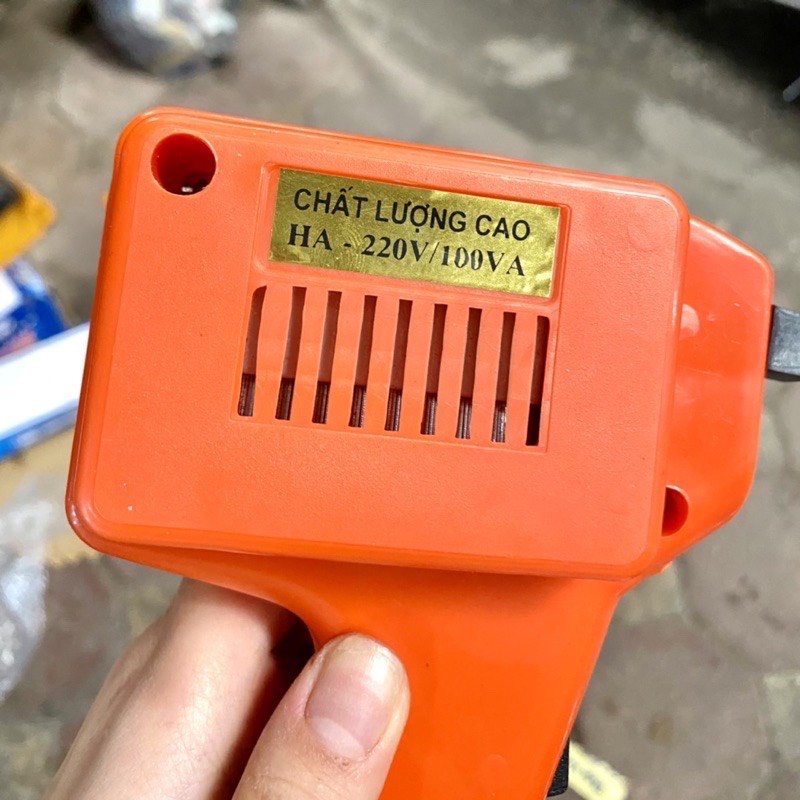 CHẤT LƯỢNG CAO
HA - 220V/100VA